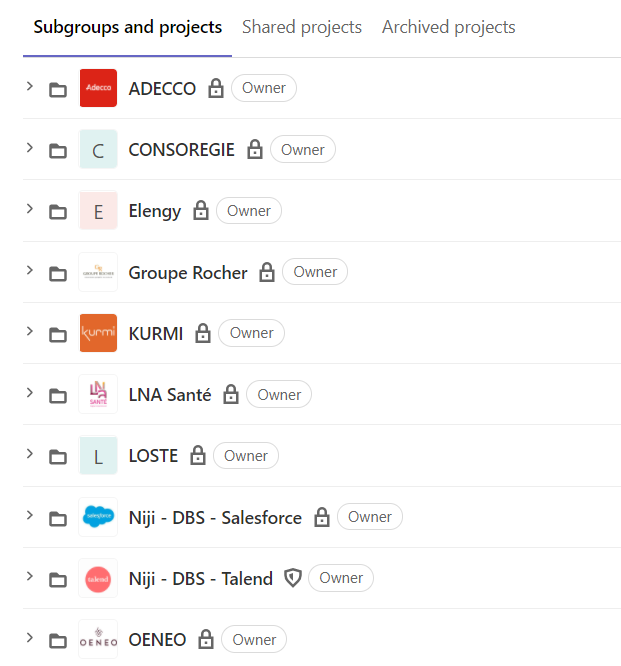 Subgroups and projects Shared projects Archived projects
Adecco ADECCO Owner
C CONSOREGIE Owner
E Elengy Owner
GROUPE ROCHER Groupe Rocher Owner
kurmi KURMI Owner
LNA SANTÉ LNA Santé Owner
L LOSTE Owner
salesforce Niji - DBS - Salesforce Owner
talend Niji - DBS - Talend Owner
OENEO OENEO Owner